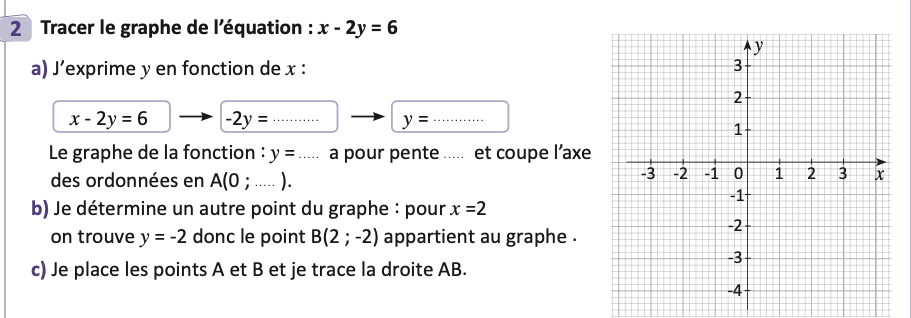 2 Tracer le graphe de l'équation : x - 2y = 6
a) J'exprime y en fonction de x :
x - 2y = 6 → -2y = ........... → y = ............
Le graphe de la fonction : y = ..... a pour pente ..... et coupe l'axe
des ordonnées en A(0 ; ..... ).
b) Je détermine un autre point du graphe : pour x =2
on trouve y = -2 donc le point B(2 ; -2) appartient au graphe .
c) Je place les points A et B et je trace la droite AB.
y
3
2
1
-3 -2 -1 0 1 2 3 x
-1
-2
-3
-4